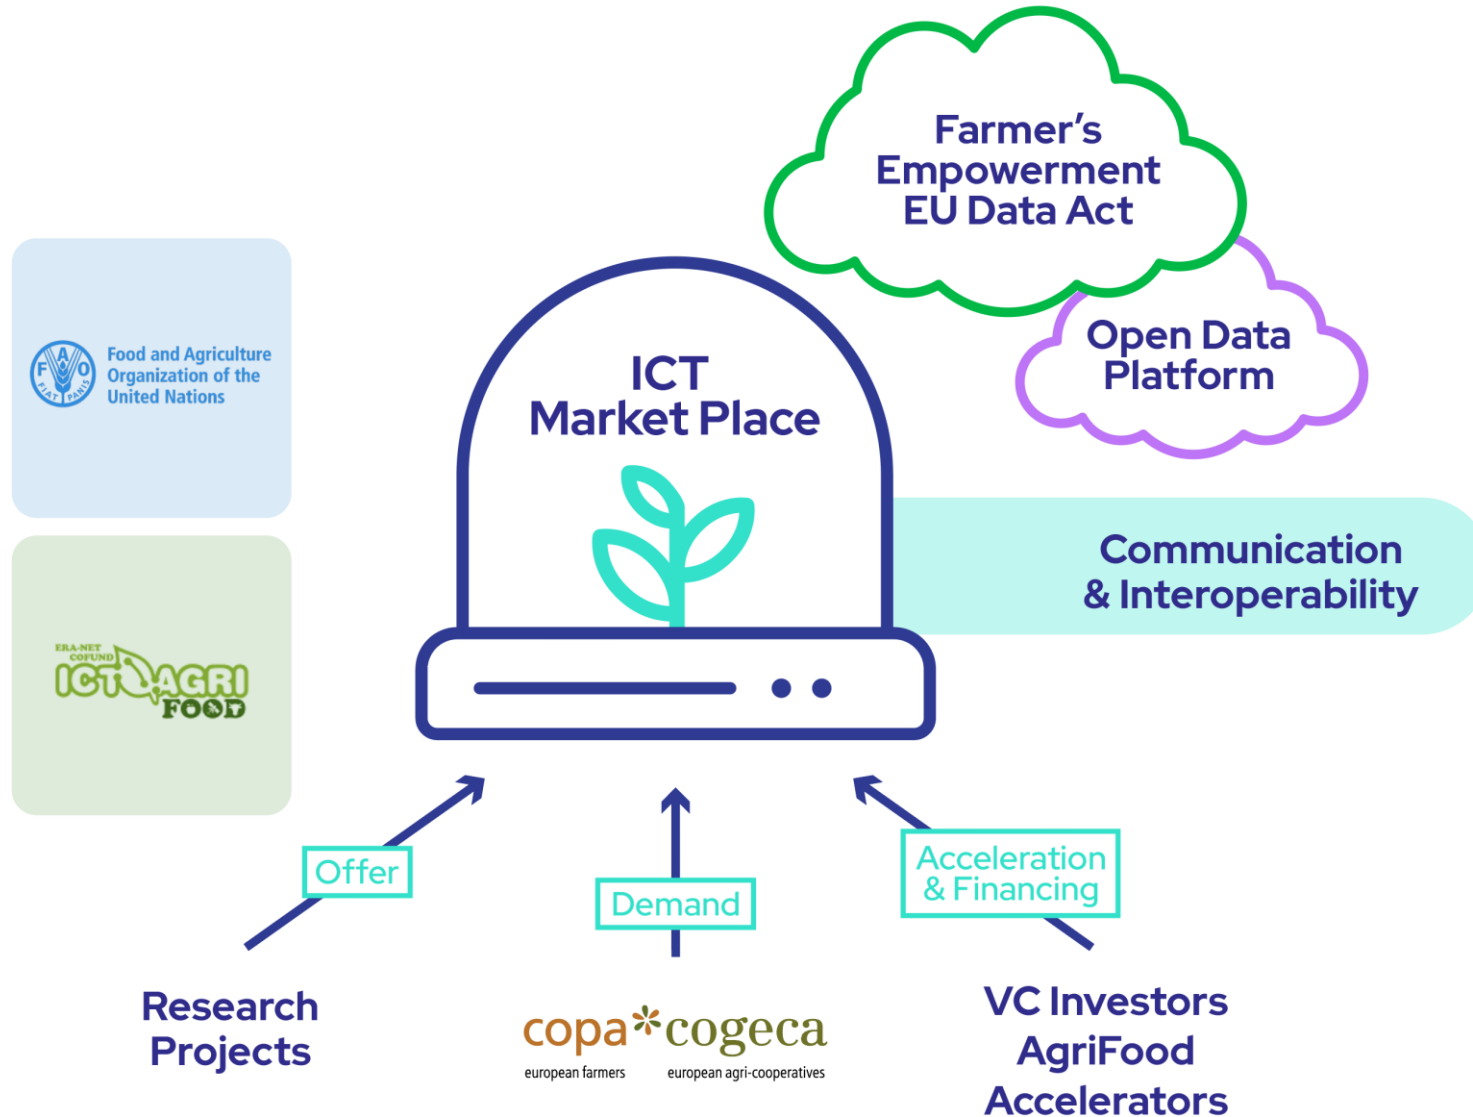 Farmer’s
Empowerment
EU Data Act
Open Data
Platform
ICT
Market Place
F A O
FIAT PANIS
Food and Agriculture
Organization of the
United Nations
Communication
& Interoperability
ERA-NET
COFUND
ICT AGRI
FOOD
Offer
Demand
Acceleration
& Financing
Research
Projects
copa*cogeca
european farmers european agri-cooperatives
VC Investors
AgriFood
Accelerators